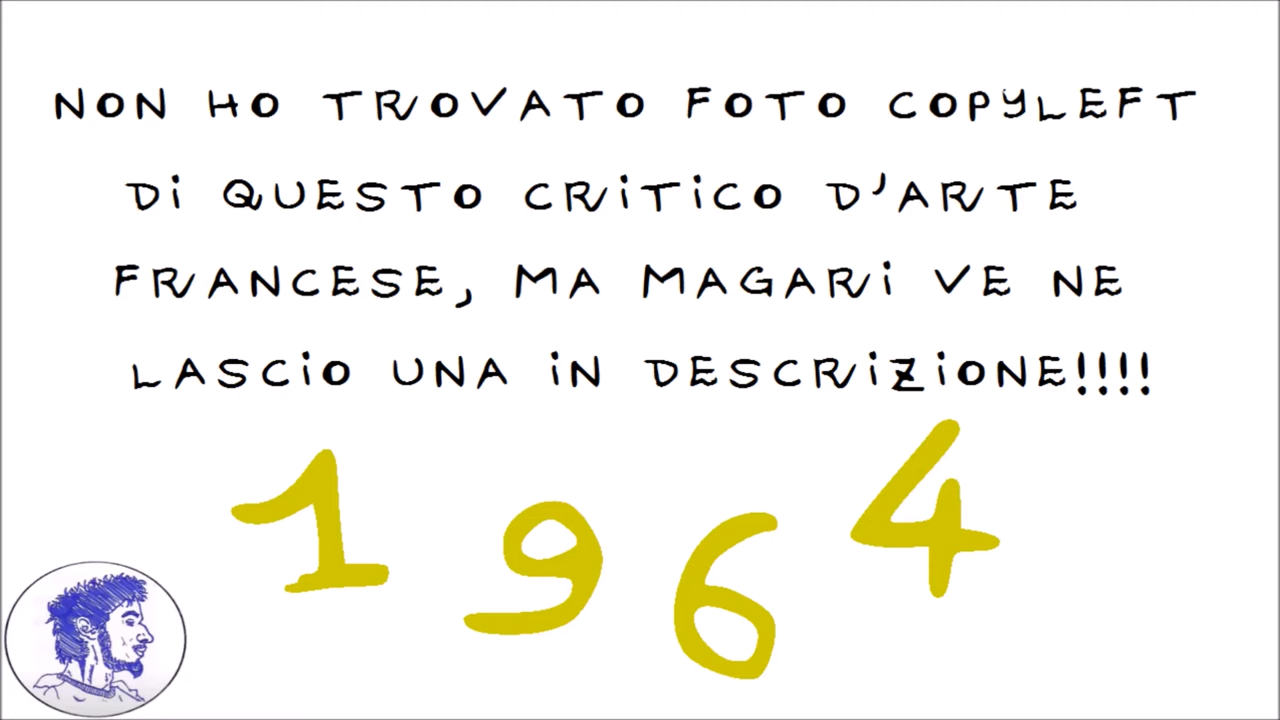 NON HO TROVATO FOTO COPYLEFT
Di QUESTO CRiTiCO D'ARTE
FRANCESE, MA MAGARi VE NE
LASCiO UNA iN DESCRiZiONE!!!!
1964